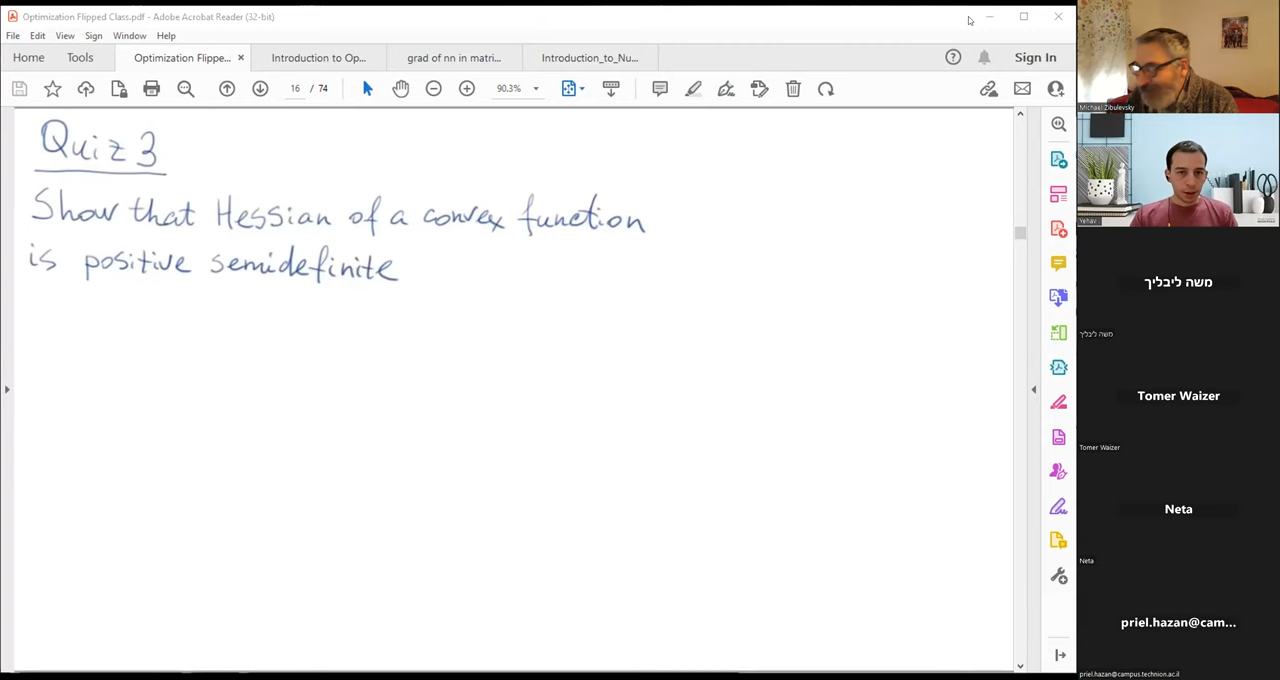 Optimization Flipped Class.pdf - Adobe Acrobat Reader (32-bit)
File Edit View Sign Window Help
Home Tools Optimization Flippe... × Introduction to Op... grad of nn in matri... Introduction_to_Nu... Sign In
16 / 74 90.3%
Quiz 3
Show that Hessian of a convex function
is positive semidefinite
Michael Zibulevsky
Yehav
משה ליבליך
משה ליבליך
Tomer Waizer
Tomer Waizer
Neta
Neta
priel.hazan@cam...
priel.hazan@campus.technion.ac.il